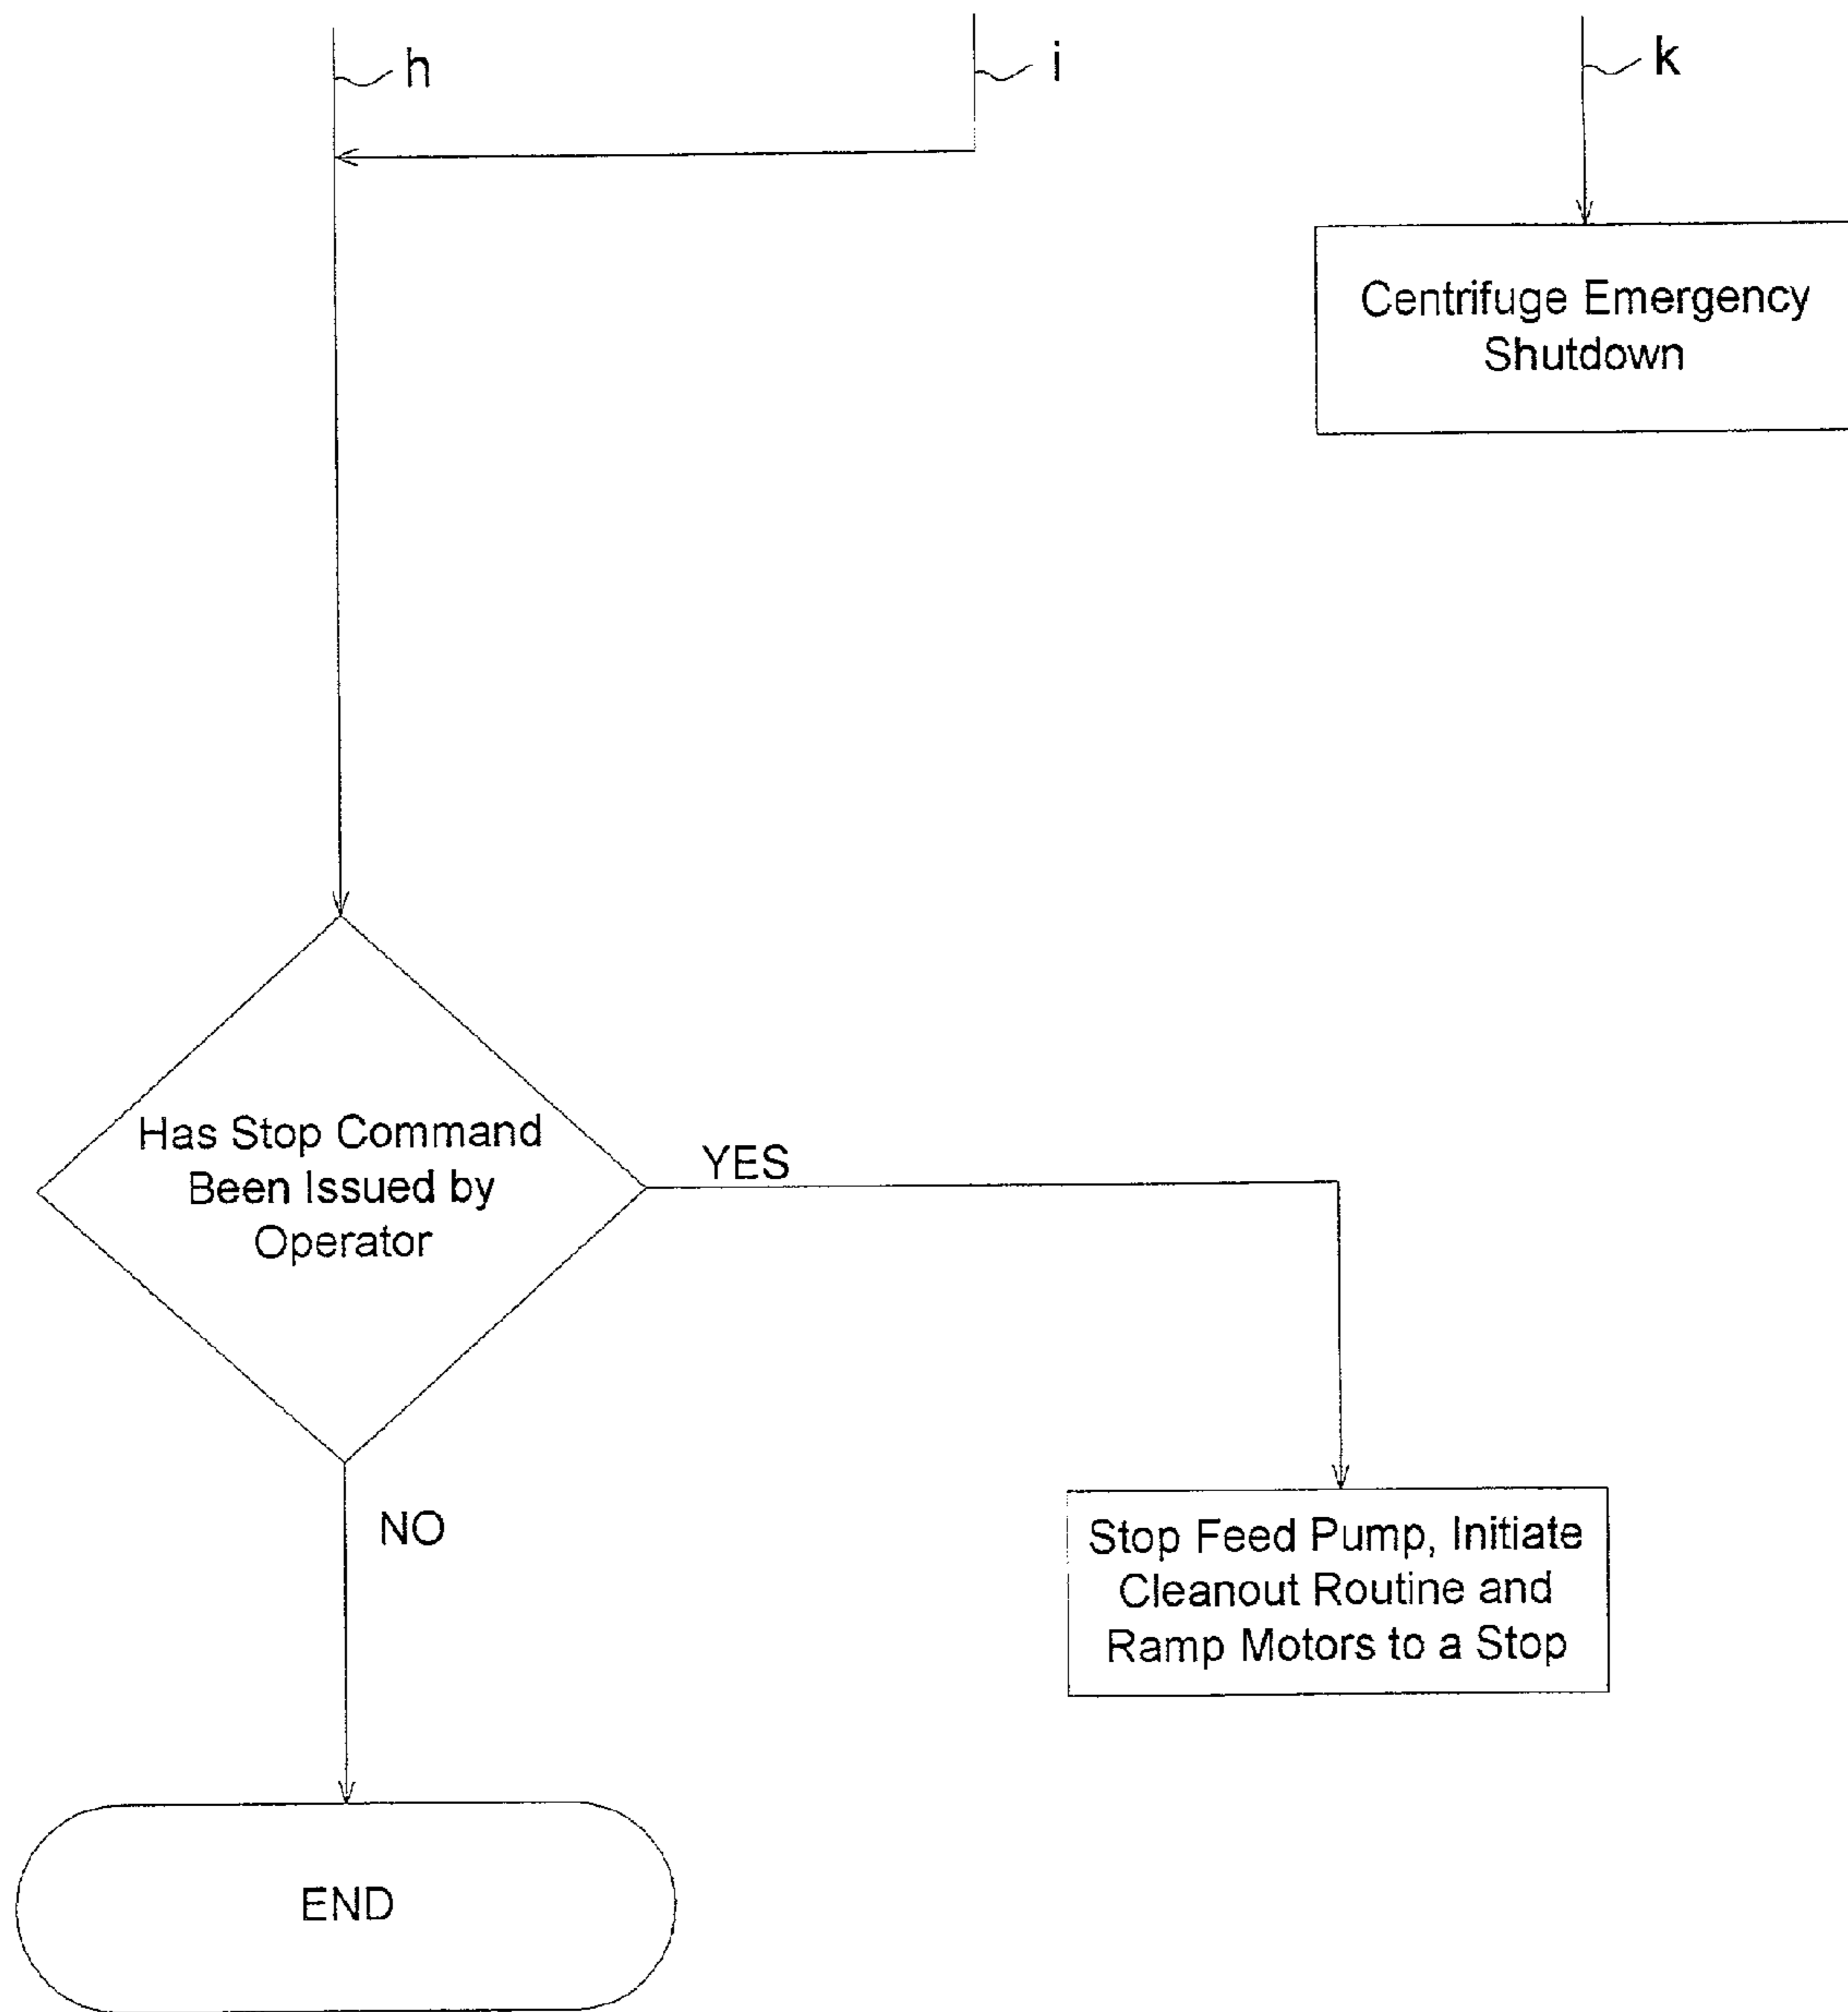 h
i
k
Centrifuge Emergency
Shutdown
Has Stop Command
Been Issued by
Operator
YES
NO
Stop Feed Pump, Initiate
Cleanout Routine and
Ramp Motors to a Stop
END